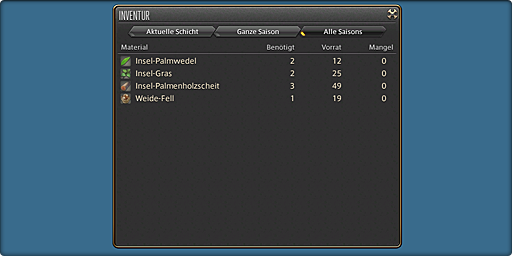 INVENTUR
Aktuelle Schicht Ganze Saison Alle Saisons
Material Benötigt Vorrat Mangel
Insel-Palmwedel 2 12 0
Insel-Gras 2 25 0
Insel-Palmenholzscheit 3 49 0
Weide-Fell 1 19 0